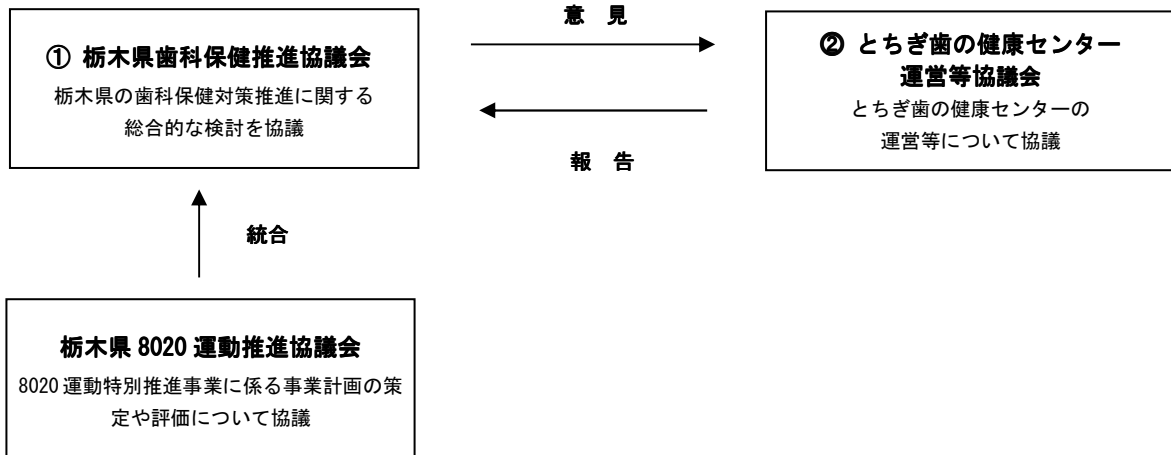 意 見
① 栃木県歯科保健推進協議会
栃木県の歯科保健対策推進に関する
総合的な検討を協議
② とちぎ歯の健康センター
運営等協議会
とちぎ歯の健康センターの
運営等について協議
報 告
統合
栃木県 8020 運動推進協議会
8020 運動特別推進事業に係る事業計画の策
定や評価について協議